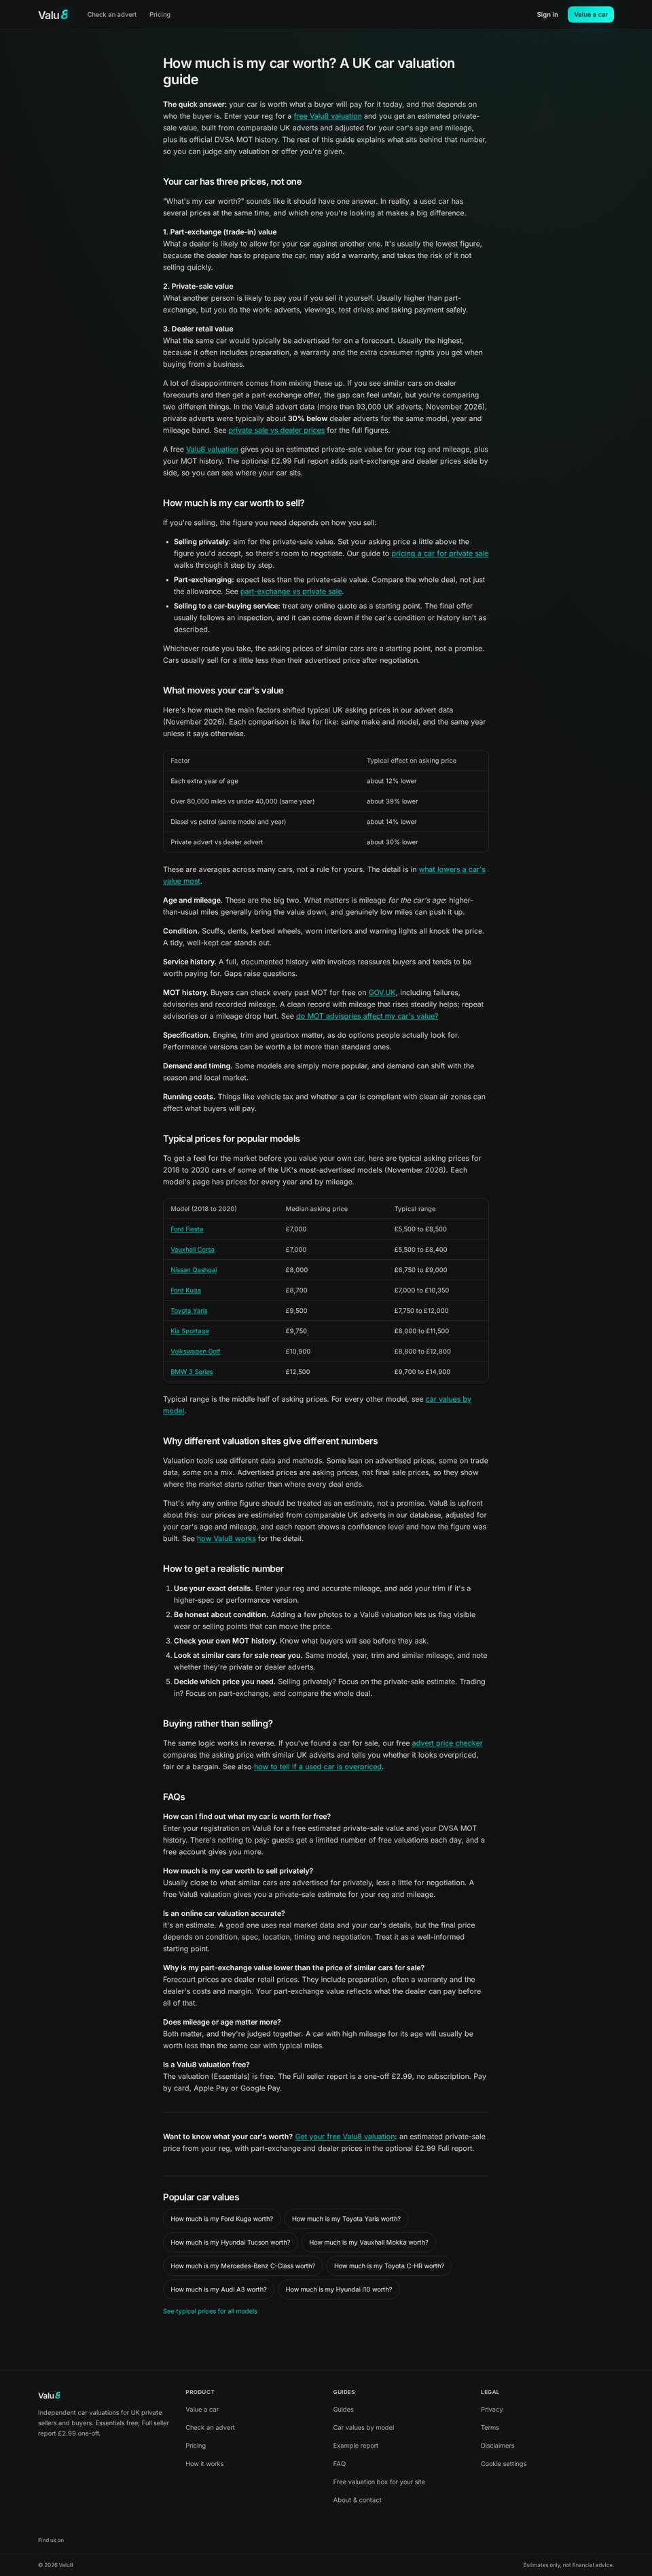 Valu8
Check an advert
Pricing
Sign in
Value a car
How much is my car worth? A UK car valuation
guide
The quick answer: your car is worth what a buyer will pay for it today, and that depends on
who the buyer is. Enter your reg for a free Valu8 valuation and you get an estimated private-
sale value, built from comparable UK adverts and adjusted for your car's age and mileage,
plus its official DVSA MOT history. The rest of this guide explains what sits behind that number,
so you can judge any valuation or offer you're given.
Your car has three prices, not one
"What's my car worth?" sounds like it should have one answer. In reality, a used car has
several prices at the same time, and which one you're looking at makes a big difference.
1. Part-exchange (trade-in) value
What a dealer is likely to allow for your car against another one. It's usually the lowest figure,
because the dealer has to prepare the car, may add a warranty, and takes the risk of it not
selling quickly.
2. Private-sale value
What another person is likely to pay you if you sell it yourself. Usually higher than part-
exchange, but you do the work: adverts, viewings, test drives and taking payment safely.
3. Dealer retail value
What the same car would typically be advertised for on a forecourt. Usually the highest,
because it often includes preparation, a warranty and the extra consumer rights you get when
buying from a business.
A lot of disappointment comes from mixing these up. If you see similar cars on dealer
forecourts and then get a part-exchange offer, the gap can feel unfair, but you're comparing
two different things. In the Valu8 advert data (more than 93,000 UK adverts, November 2026),
private adverts were typically about 30% below dealer adverts for the same model, year and
mileage band. See private sale vs dealer prices for the full figures.
A free Valu8 valuation gives you an estimated private-sale value for your reg and mileage, plus
your MOT history. The optional £2.99 Full report adds part-exchange and dealer prices side by
side, so you can see where your car sits.
How much is my car worth to sell?
If you're selling, the figure you need depends on how you sell:
• Selling privately: aim for the private-sale value. Set your asking price a little above the
figure you'd accept, so there's room to negotiate. Our guide to pricing a car for private sale
walks through it step by step.
• Part-exchanging: expect less than the private-sale value. Compare the whole deal, not just
the allowance. See part-exchange vs private sale.
• Selling to a car-buying service: treat any online quote as a starting point. The final offer
usually follows an inspection, and it can come down if the car's condition or history isn't as
described.
Whichever route you take, the asking prices of similar cars are a starting point, not a promise.
Cars usually sell for a little less than their advertised price after negotiation.
What moves your car's value
Here's how much the main factors shifted typical UK asking prices in our advert data
(November 2026). Each comparison is like for like: same make and model, and the same year
unless it says otherwise.
Factor
Typical effect on asking price
Each extra year of age
about 12% lower
Over 80,000 miles vs under 40,000 (same year)
about 39% lower
Diesel vs petrol (same model and year)
about 14% lower
Private advert vs dealer advert
about 30% lower
These are averages across many cars, not a rule for yours. The detail is in what lowers a car's
value most.
Age and mileage. These are the big two. What matters is mileage for the car's age: higher-
than-usual miles generally bring the value down, and genuinely low miles can push it up.
Condition. Scuffs, dents, kerbed wheels, worn interiors and warning lights all knock the price.
A tidy, well-kept car stands out.
Service history. A full, documented history with invoices reassures buyers and tends to be
worth paying for. Gaps raise questions.
MOT history. Buyers can check every past MOT for free on GOV.UK, including failures,
advisories and recorded mileage. A clean record with mileage that rises steadily helps; repeat
advisories or a mileage drop hurt. See do MOT advisories affect my car's value?
Specification. Engine, trim and gearbox matter, as do options people actually look for.
Performance versions can be worth a lot more than standard ones.
Demand and timing. Some models are simply more popular, and demand can shift with the
season and local market.
Running costs. Things like vehicle tax and whether a car is compliant with clean air zones can
affect what buyers will pay.
Typical prices for popular models
To get a feel for the market before you value your own car, here are typical asking prices for
2018 to 2020 cars of some of the UK's most-advertised models (November 2026). Each
model's page has prices for every year and by mileage.
Model (2018 to 2020)
Median asking price
Typical range
Ford Fiesta
£7,000
£5,500 to £8,500
Vauxhall Corsa
£7,000
£5,500 to £8,400
Nissan Qashqai
£8,000
£6,750 to £9,000
Ford Kuga
£8,700
£7,000 to £10,350
Toyota Yaris
£9,500
£7,750 to £12,000
Kia Sportage
£9,750
£8,000 to £11,500
Volkswagen Golf
£10,900
£8,800 to £12,800
BMW 3 Series
£12,500
£9,700 to £14,900
Typical range is the middle half of asking prices. For every other model, see car values by
model.
Why different valuation sites give different numbers
Valuation tools use different data and methods. Some lean on advertised prices, some on trade
data, some on a mix. Advertised prices are asking prices, not final sale prices, so they show
where the market starts rather than where every deal ends.
That's why any online figure should be treated as an estimate, not a promise. Valu8 is upfront
about this: our prices are estimated from comparable UK adverts in our database, adjusted for
your car's age and mileage, and each report shows a confidence level and how the figure was
built. See how Valu8 works for the detail.
How to get a realistic number
1. Use your exact details. Enter your reg and accurate mileage, and add your trim if it's a
higher-spec or performance version.
2. Be honest about condition. Adding a few photos to a Valu8 valuation lets us flag visible
wear or selling points that can move the price.
3. Check your own MOT history. Know what buyers will see before they ask.
4. Look at similar cars for sale near you. Same model, year, trim and similar mileage, and note
whether they're private or dealer adverts.
5. Decide which price you need. Selling privately? Focus on the private-sale estimate. Trading
in? Focus on part-exchange, and compare the whole deal.
Buying rather than selling?
The same logic works in reverse. If you've found a car for sale, our free advert price checker
compares the asking price with similar UK adverts and tells you whether it looks overpriced,
fair or a bargain. See also how to tell if a used car is overpriced.
FAQs
How can I find out what my car is worth for free?
Enter your registration on Valu8 for a free estimated private-sale value and your DVSA MOT
history. There's nothing to pay: guests get a limited number of free valuations each day, and a
free account gives you more.
How much is my car worth to sell privately?
Usually close to what similar cars are advertised for privately, less a little for negotiation. A
free Valu8 valuation gives you a private-sale estimate for your reg and mileage.
Is an online car valuation accurate?
It's an estimate. A good one uses real market data and your car's details, but the final price
depends on condition, spec, location, timing and negotiation. Treat it as a well-informed
starting point.
Why is my part-exchange value lower than the price of similar cars for sale?
Forecourt prices are dealer retail prices. They include preparation, often a warranty and the
dealer's costs and margin. Your part-exchange value reflects what the dealer can pay before
all of that.
Does mileage or age matter more?
Both matter, and they're judged together. A car with high mileage for its age will usually be
worth less than the same car with typical miles.
Is a Valu8 valuation free?
The valuation (Essentials) is free. The Full seller report is a one-off £2.99, no subscription. Pay
by card, Apple Pay or Google Pay.
Want to know what your car's worth? Get your free Valu8 valuation: an estimated private-sale
price from your reg, with part-exchange and dealer prices in the optional £2.99 Full report.
Popular car values
How much is my Ford Kuga worth?
How much is my Toyota Yaris worth?
How much is my Hyundai Tucson worth?
How much is my Vauxhall Mokka worth?
How much is my Mercedes-Benz C-Class worth?
How much is my Toyota C-HR worth?
How much is my Audi A3 worth?
How much is my Hyundai i10 worth?
See typical prices for all models
Valu8
Independent car valuations for UK private
sellers and buyers. Essentials free; Full seller
report £2.99 one-off.
PRODUCT
Value a car
Check an advert
Pricing
How it works
GUIDES
Guides
Car values by model
Example report
FAQ
Free valuation box for your site
About & contact
LEGAL
Privacy
Terms
Disclaimers
Cookie settings
Find us on
© 2026 Valu8
Estimates only, not financial advice.